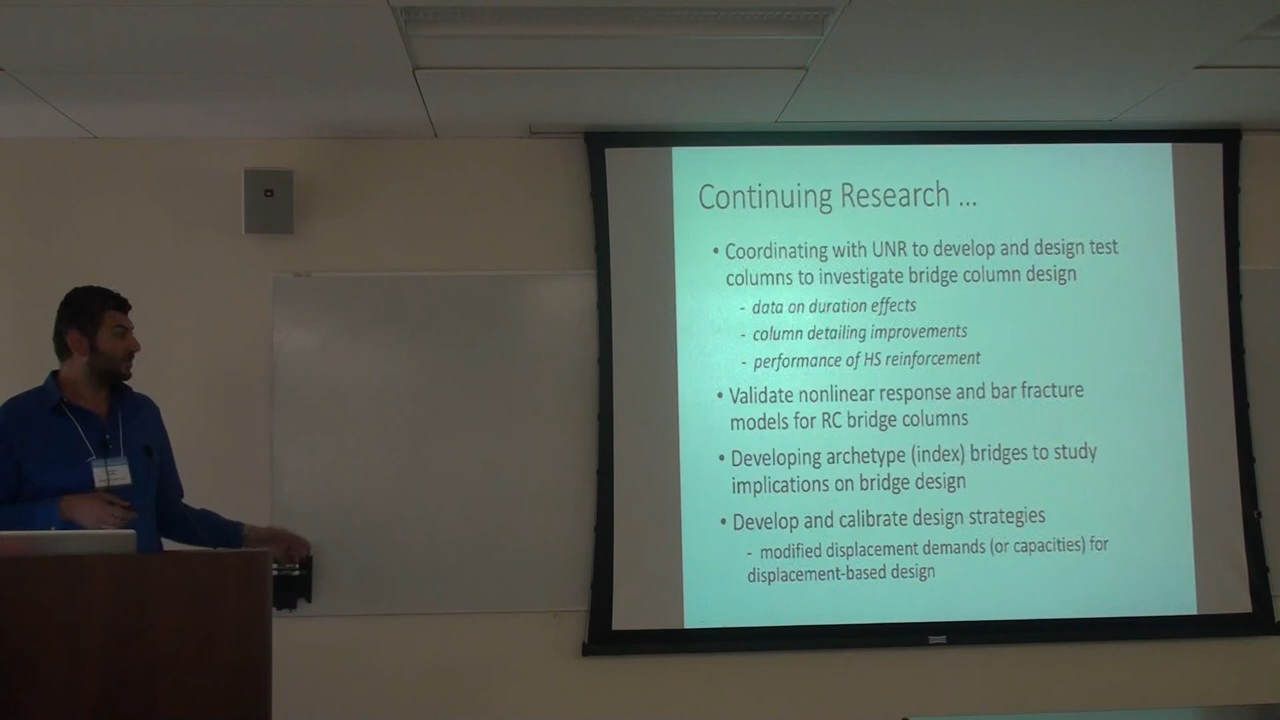 Continuing Research ...
• Coordinating with UNR to develop and design test
columns to investigate bridge column design
- data on duration effects
- column detailing improvements
- performance of HS reinforcement
• Validate nonlinear response and bar fracture
models for RC bridge columns
• Developing archetype (index) bridges to study
implications on bridge design
• Develop and calibrate design strategies
- modified displacement demands (or capacities) for
displacement-based design